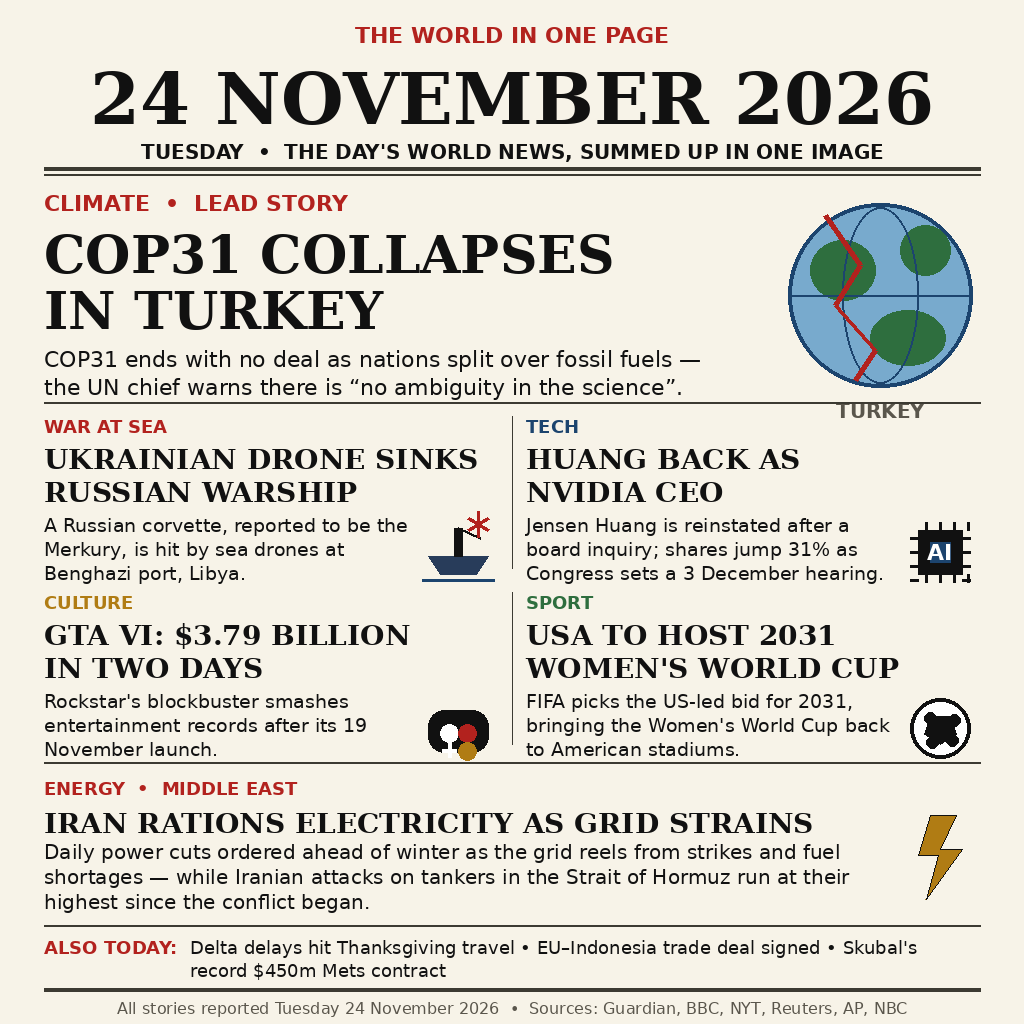 THE WORLD IN ONE PAGE
24 NOVEMBER 2026
TUESDAY • THE DAY'S WORLD NEWS, SUMMED UP IN ONE IMAGE
CLIMATE • LEAD STORY
COP31 COLLAPSES
IN TURKEY
COP31 ends with no deal as nations split over fossil fuels —
the UN chief warns there is “no ambiguity in the science”.
TURKEY
WAR AT SEA
UKRAINIAN DRONE SINKS
RUSSIAN WARSHIP
A Russian corvette, reported to be the
Merkury, is hit by sea drones at
Benghazi port, Libya.
TECH
HUANG BACK AS
NVIDIA CEO
Jensen Huang is reinstated after a
board inquiry; shares jump 31% as
Congress sets a 3 December hearing.
AI
CULTURE
GTA VI: $3.79 BILLION
IN TWO DAYS
Rockstar's blockbuster smashes
entertainment records after its 19
November launch.
SPORT
USA TO HOST 2031
WOMEN'S WORLD CUP
FIFA picks the US-led bid for 2031,
bringing the Women's World Cup back
to American stadiums.
ENERGY • MIDDLE EAST
IRAN RATIONS ELECTRICITY AS GRID STRAINS
Daily power cuts ordered ahead of winter as the grid reels from strikes and fuel
shortages — while Iranian attacks on tankers in the Strait of Hormuz run at their
highest since the conflict began.
ALSO TODAY: Delta delays hit Thanksgiving travel • EU–Indonesia trade deal signed • Skubal's
record $450m Mets contract
All stories reported Tuesday 24 November 2026 • Sources: Guardian, BBC, NYT, Reuters, AP, NBC